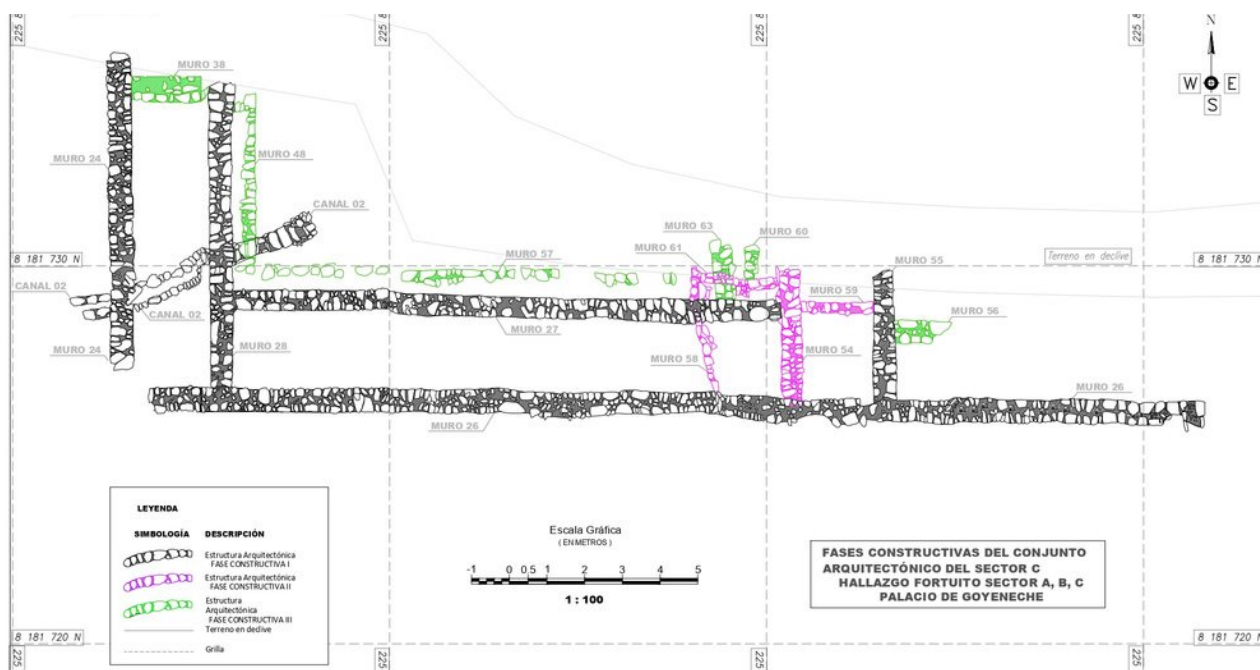 225 8
225 8
225 8
225 8
N
W E
S
MURO 38
MURO 24
MURO 48
CANAL 02
MURO 63
MURO 60
MURO 61
MURO 57
8 181 730 N
Terreno en declive
8 181 730 N
MURO 55
CANAL 02
MURO 59
CANAL 02
MURO 56
MURO 27
MURO 24
MURO 28
MURO 58
MURO 54
MURO 26
MURO 26
LEYENDA
SIMBOLOGÍA DESCRIPCIÓN
Estructura Arquitectónica
FASE CONSTRUCTIVA I
Estructura Arquitectónica
FASE CONSTRUCTIVA II
Estructura
Arquitectónica
FASE CONSTRUCTIVA III
Terreno en declive
Grilla
Escala Gráfica
( EN METROS )
-1 0 0.5 1 2 3 4 5
1 : 100
FASES CONSTRUCTIVAS DEL CONJUNTO
ARQUITECTÓNICO DEL SECTOR C
HALLAZGO FORTUITO SECTOR A, B, C
PALACIO DE GOYENECHE
8 181 720 N
8 181 720 N
225
225
225
225